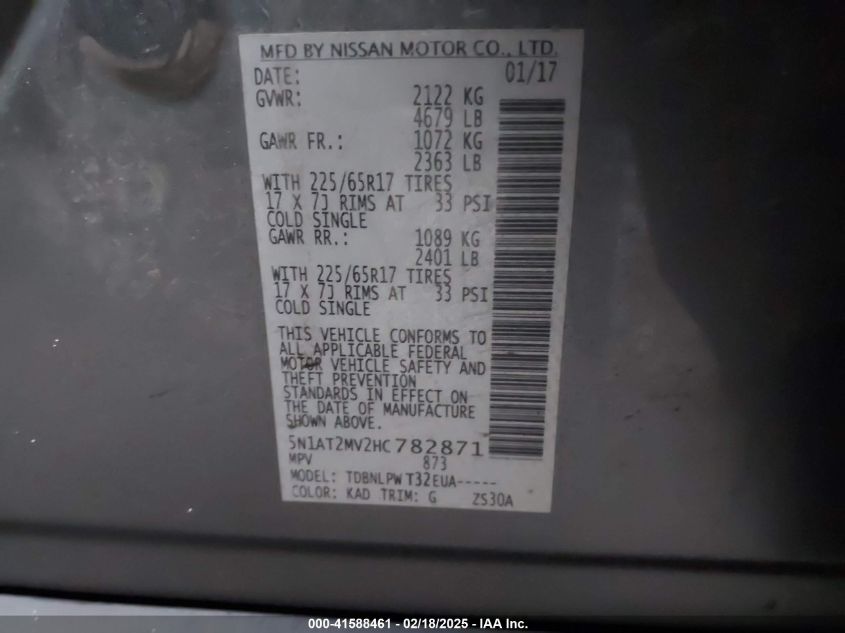 MFD BY NISSAN MOTOR CO., LTD.
DATE: 01/17
GVWR: 2122 KG
4679 LB
GAWR FR.: 1072 KG
2363 LB
WITH 225/65R17 TIRES
17 X 7J RIMS AT 33 PSI
COLD SINGLE
GAWR RR.: 1089 KG
2401 LB
WITH 225/65R17 TIRES
17 X 7J RIMS AT 33 PSI
COLD SINGLE
THIS VEHICLE CONFORMS TO
ALL APPLICABLE FEDERAL
MOTOR VEHICLE SAFETY AND
THEFT PREVENTION
STANDARDS IN EFFECT ON
THE DATE OF MANUFACTURE
SHOWN ABOVE.
5N1AT2MV2HC782871
MPV 873
MODEL: TDBNLPW T32EUA-----
COLOR: KAD TRIM: G ZS30A
000-41588461 - 02/18/2025 - IAA Inc.